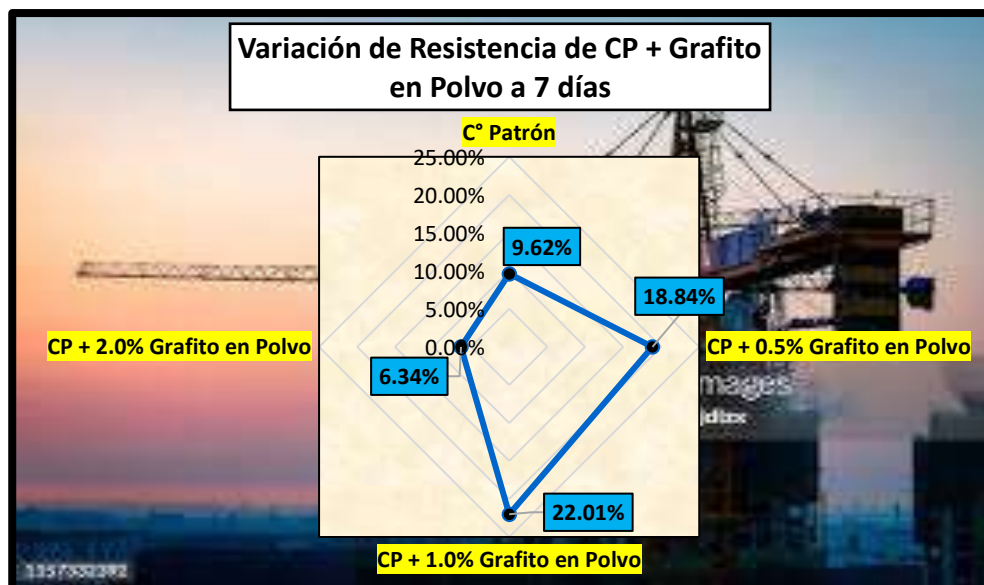 Variación de Resistencia de CP + Grafito
en Polvo a 7 días
C° Patrón
25.00%
20.00%
15.00%
10.00%
5.00%
0.00%
9.62%
18.84%
CP + 2.0% Grafito en Polvo
CP + 0.5% Grafito en Polvo
6.34%
mages
22.01%
CP + 1.0% Grafito en Polvo